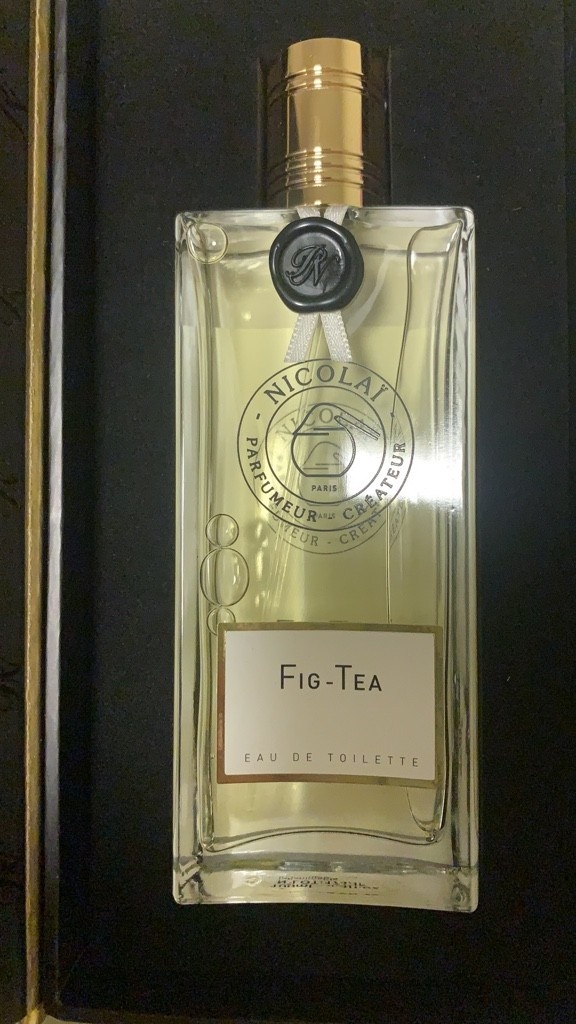 NICOLAÏ
PARIS
PARFUMEUR - CRÉATEUR
FIG-TEA
EAU DE TOILETTE